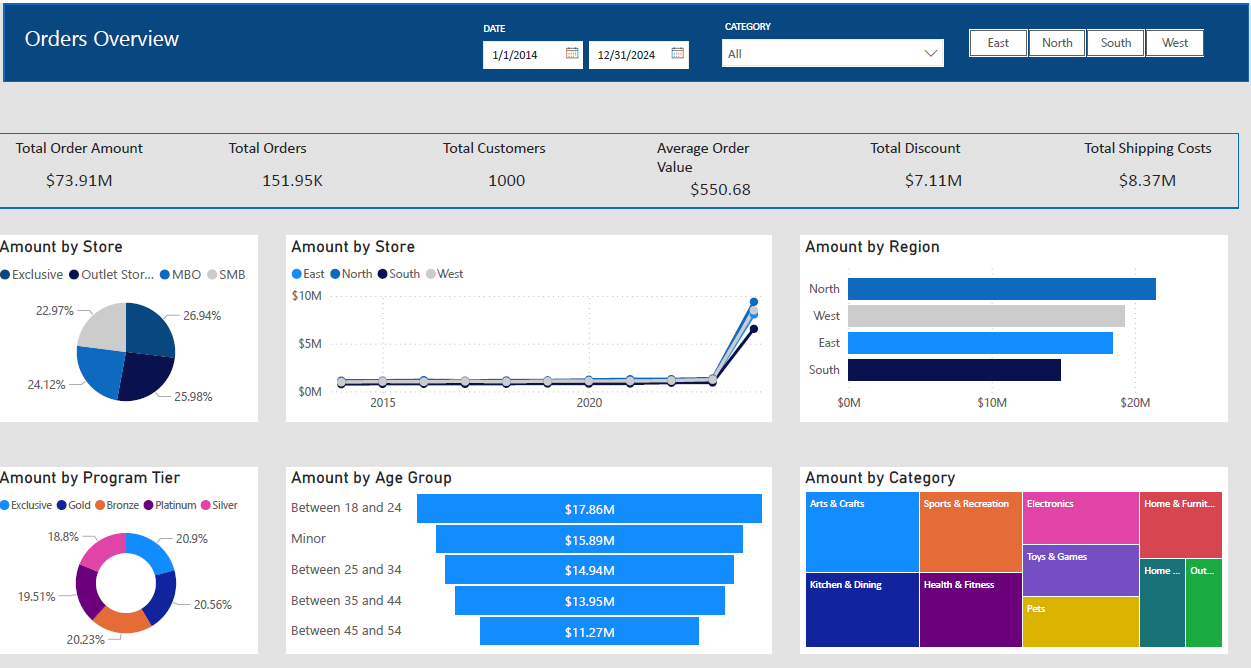 Orders Overview
DATE
1/1/2014
12/31/2024
CATEGORY
All
East
North
South
West
Total Order Amount
$73.91M
Total Orders
151.95K
Total Customers
1000
Average Order
Value
$550.68
Total Discount
$7.11M
Total Shipping Costs
$8.37M
Amount by Store
Exclusive
Outlet Stor...
MBO
SMB
22.97%
26.94%
24.12%
25.98%
Amount by Store
East
North
South
West
$10M
$5M
$0M
2015
2020
Amount by Region
North
West
East
South
$0M
$10M
$20M
Amount by Program Tier
Exclusive
Gold
Bronze
Platinum
Silver
18.8%
20.9%
19.51%
20.56%
20.23%
Amount by Age Group
Between 18 and 24
$17.86M
Minor
$15.89M
Between 25 and 34
$14.94M
Between 35 and 44
$13.95M
Between 45 and 54
$11.27M
Amount by Category
Arts & Crafts
Sports & Recreation
Electronics
Home & Furnit...
Toys & Games
Home ...
Out...
Kitchen & Dining
Health & Fitness
Pets